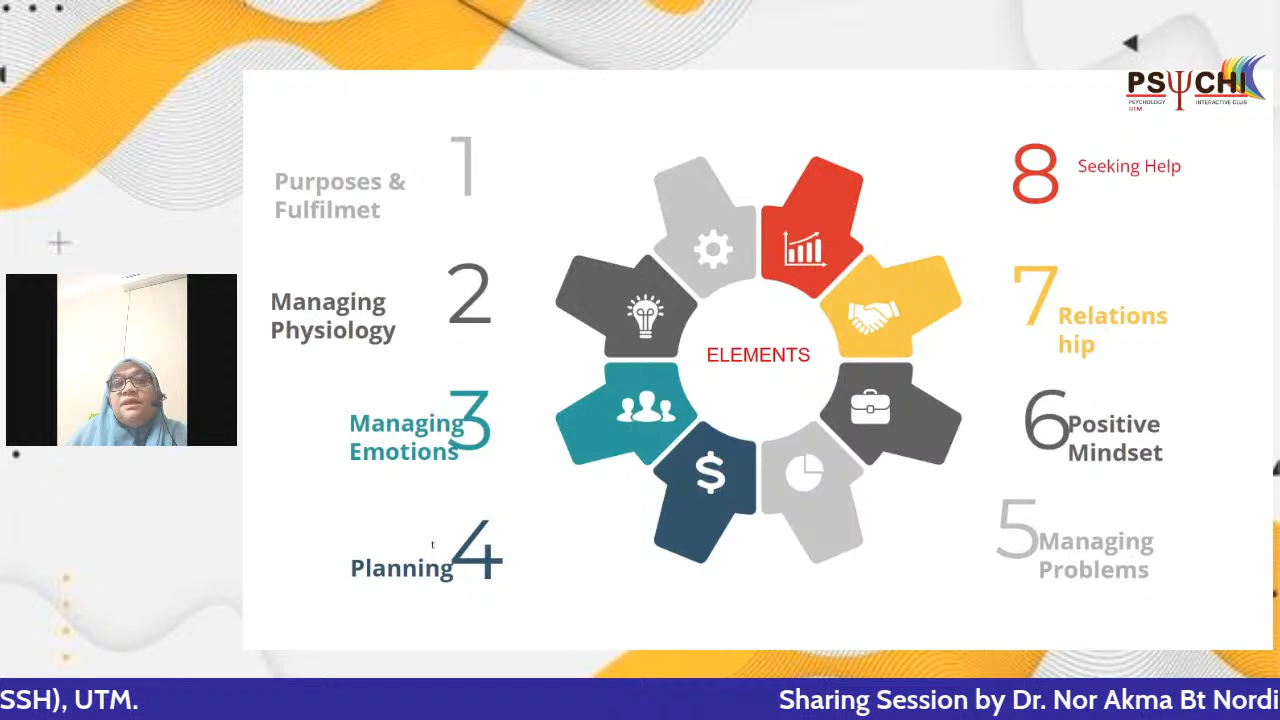 PSYCHI
PSYCHOLOGY
INTERACTIVE CLUB
UTM
1
Purposes &
Fulfilmet
2
Managing
Physiology
3
Managing
Emotions
t
4
Planning
ELEMENTS
8
Seeking Help
7
Relations
hip
6
Positive
Mindset
5
Managing
Problems
SSH), UTM.
Sharing Session by Dr. Nor Akma Bt Nordi